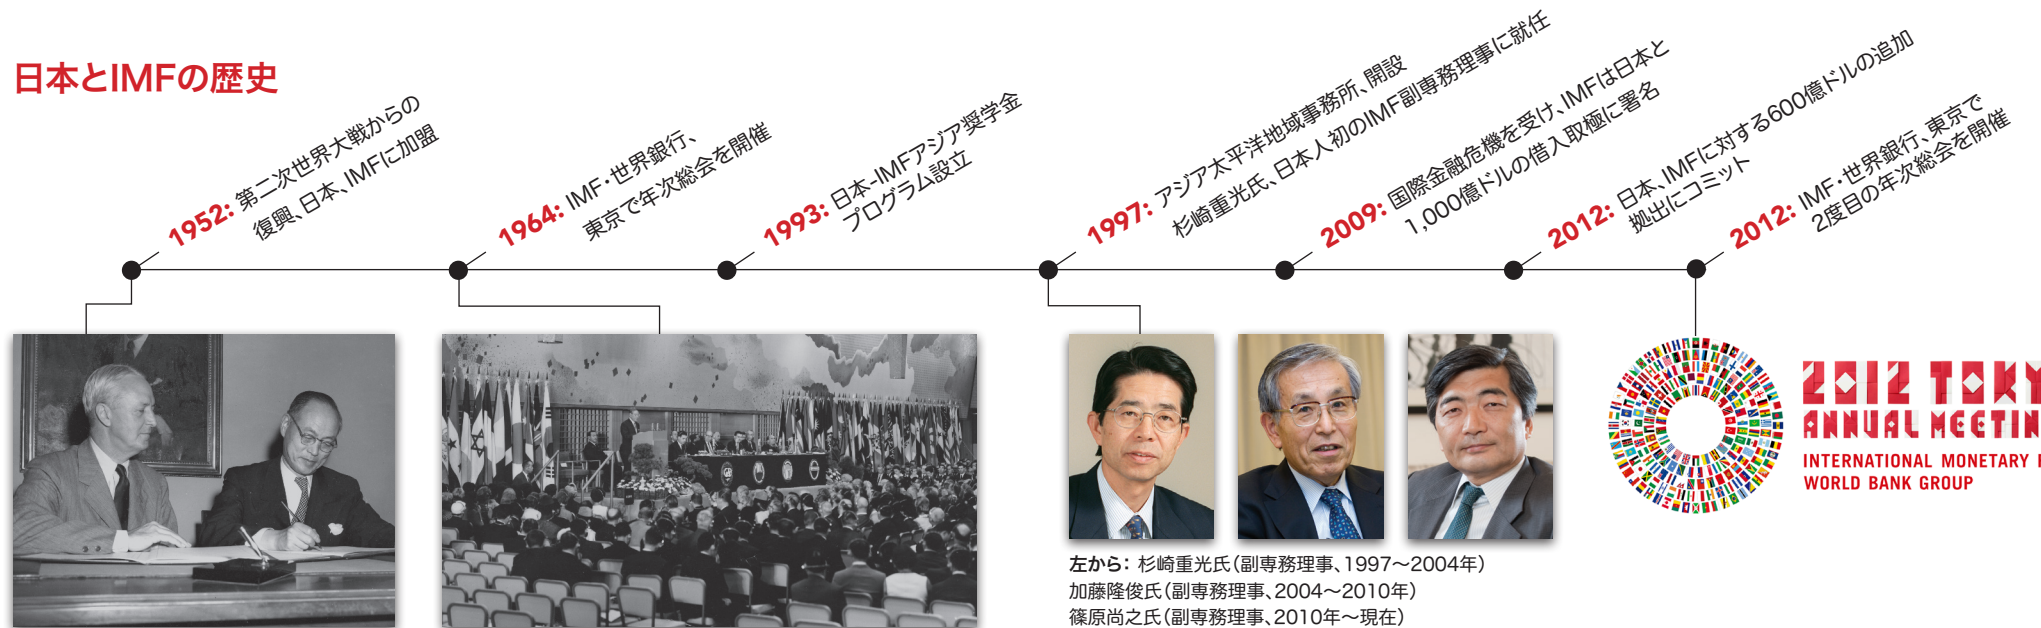 日本とIMFの歴史
1952: 第二次世界大戦からの
復興、日本、IMFに加盟
1964: IMF・世界銀行、
東京で年次総会を開催
1993: 日本-IMFアジア奨学金
プログラム設立
1997: アジア太平洋地域事務所、開設
杉崎重光氏、日本人初のIMF副専務理事に就任
2009: 国際金融危機を受け、IMFは日本と
1,000億ドルの借入取極に署名
2012: 日本、IMFに対する600億ドルの追加
拠出にコミット
2012: IMF・世界銀行、東京で
2度目の年次総会を開催
2012 TOKY
ANNUAL MEETIN
INTERNATIONAL MONETARY
WORLD BANK GROUP
左から： 杉崎重光氏（副専務理事、1997～2004年）
加藤隆俊氏（副専務理事、2004～2010年）
篠原尚之氏（副専務理事、2010年～現在）